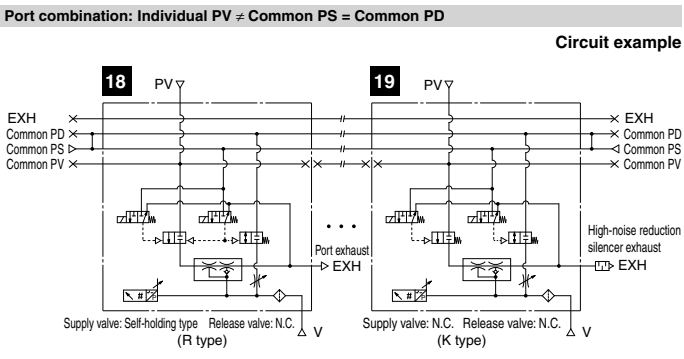 Port combination: Individual PV ≠ Common PS = Common PD
Circuit example
18
PV
19
PV
EXH
Common PD
Common PS
Common PV
EXH
Common PD
Common PS
Common PV
Port exhaust
EXH
High-noise reduction
silencer exhaust
EXH
Supply valve: Self-holding type Release valve: N.C.
(R type)
V
Supply valve: N.C. Release valve: N.C.
(K type)
V